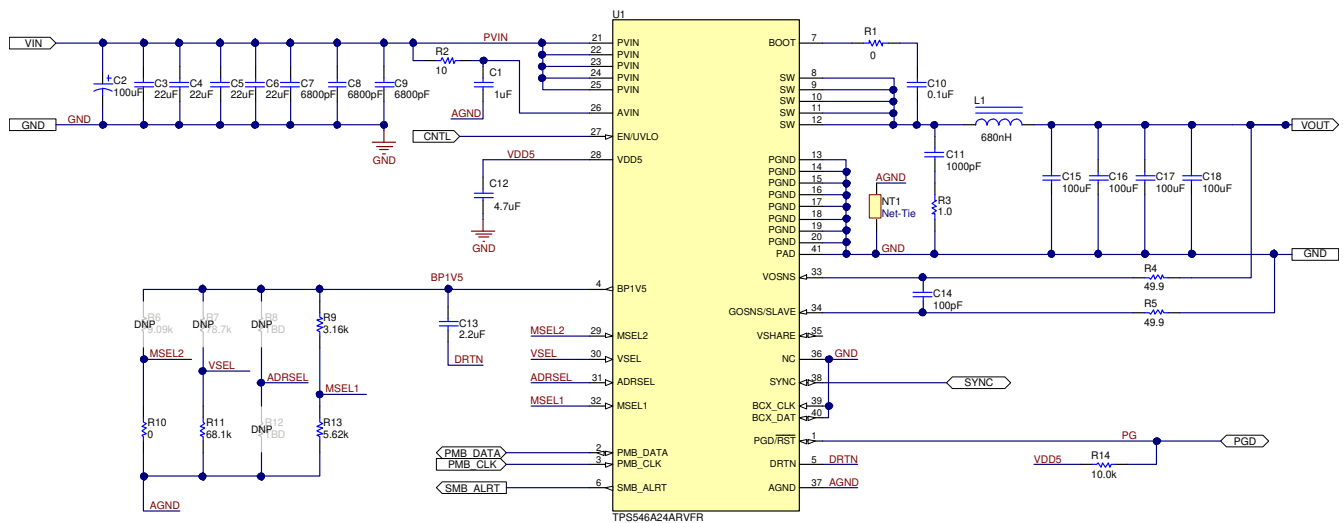 U1
VIN
PVIN
C2
100uF
C3
22uF
C4
22uF
C5
22uF
C6
22uF
C7
6800pF
C8
6800pF
C9
6800pF
R2
10
C1
1uF
AGND
GND
GND
GND
CNTL
VDD5
C12
4.7uF
GND
21 PVIN
22 PVIN
23 PVIN
24 PVIN
25 PVIN
26 AVIN
27 EN/UVLO
28 VDD5
4 BP1V5
29 MSEL2
30 VSEL
31 ADRSEL
32 MSEL1
2 PMB_DATA
3 PMB_CLK
6 SMB_ALRT
BOOT 7
SW 8
SW 9
SW 10
SW 11
SW 12
PGND 13
PGND 14
PGND 15
PGND 16
PGND 17
PGND 18
PGND 19
PGND 20
PAD 41
VOSNS 33
GOSNS/SLAVE 34
VSHARE 35
NC 36
SYNC 38
BCX_CLK 39
BCX_DAT 40
PGD/RST 1
DRTN 5
AGND 37
TPS546A24ARVFR
R1
0
C10
0.1uF
L1
680nH
VOUT
C11
1000pF
R3
1.0
C15
100uF
C16
100uF
C17
100uF
C18
100uF
AGND
NT1
Net-Tie
GND
GND
R4
49.9
C14
100pF
R5
49.9
GND
SYNC
PG
PGD
VDD5
R14
10.0k
DRTN
AGND
BP1V5
R6
DNP
9.09k
R7
DNP
78.7k
R8
DNP
TBD
R9
3.16k
C13
2.2uF
DRTN
MSEL2
VSEL
ADRSEL
MSEL1
MSEL2
VSEL
ADRSEL
MSEL1
R10
0
R11
68.1k
R12
DNP
TBD
R13
5.62k
AGND
PMB_DATA
PMB_CLK
SMB_ALRT